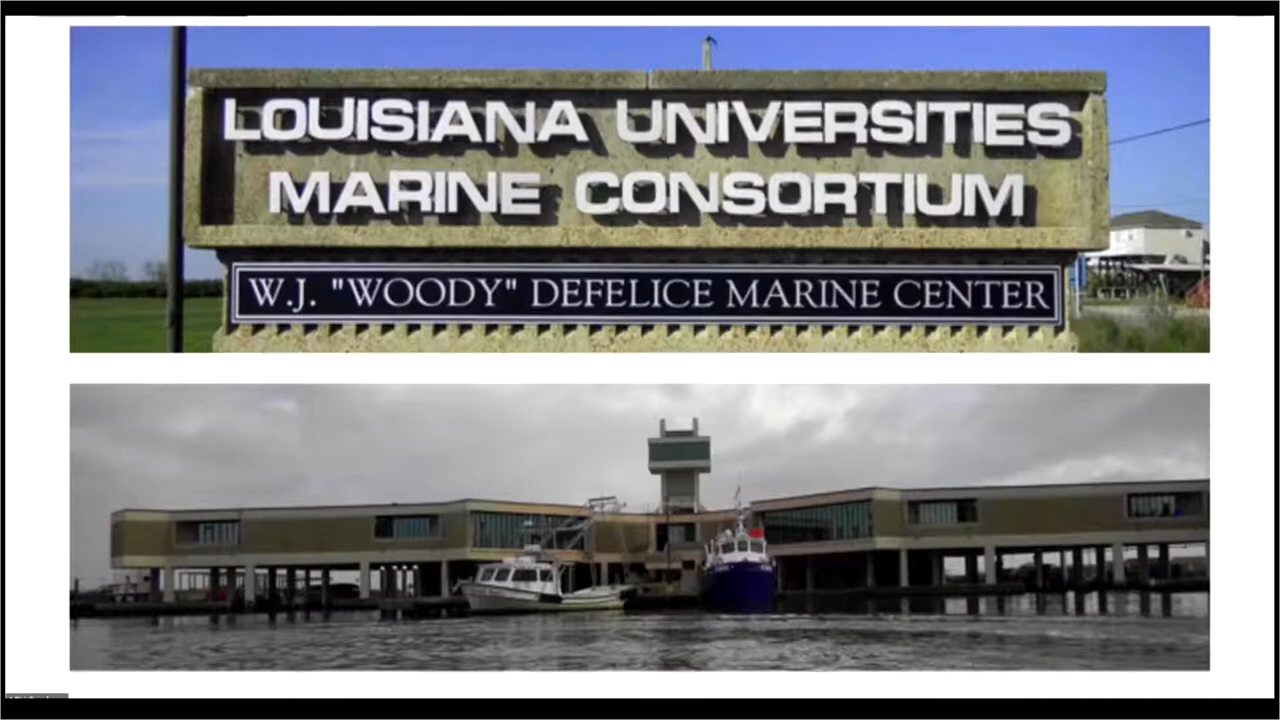 LOUISIANA UNIVERSITIES
MARINE CONSORTIUM
W.J. "WOODY" DEFELICE MARINE CENTER